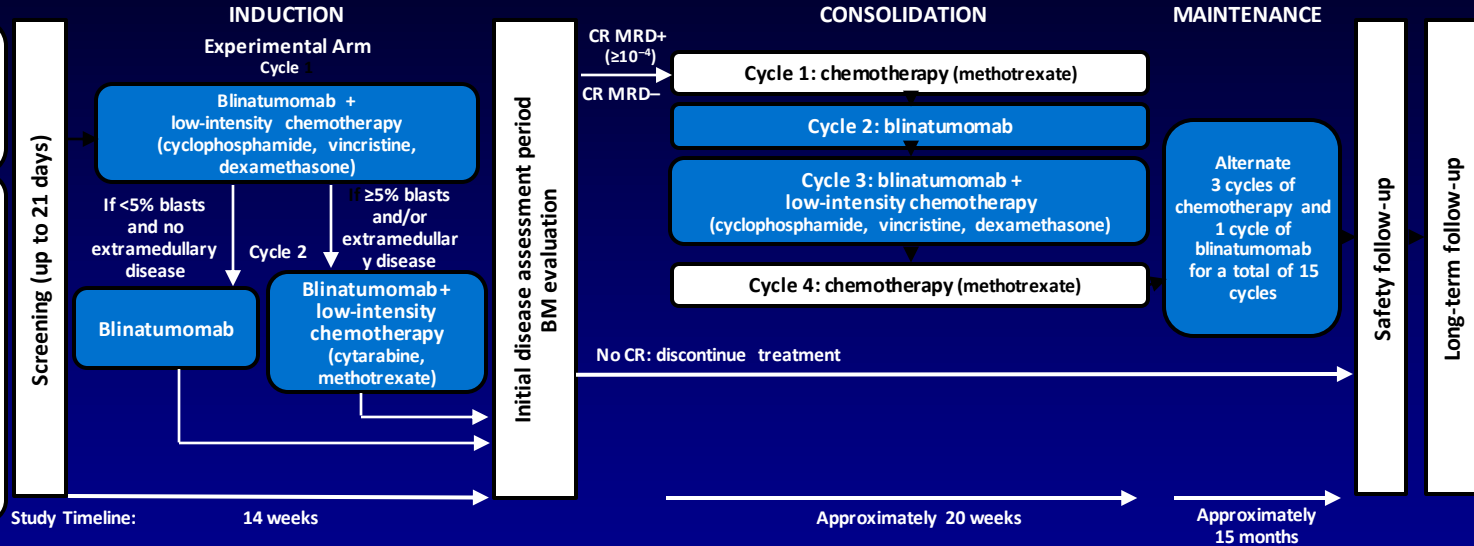 INDUCTION
CONSOLIDATION
MAINTENANCE
Screening (up to 21 days)
Experimental Arm
Cycle
Blinatumomab +
low-intensity chemotherapy
(cyclophosphamide, vincristine,
dexamethasone)
If <5% blasts
and no
extramedullary
disease
Cycle 2
If ≥5% blasts
and/or
extramedullar
y disease
Blinatumomab
Blinatumomab+
low-intensity
chemotherapy
(cytarabine,
methotrexate)
Initial disease assessment period
BM evaluation
CR MRD+
(≥10⁻⁴)
CR MRD–
Cycle 1: chemotherapy (methotrexate)
Cycle 2: blinatumomab
Cycle 3: blinatumomab +
low-intensity chemotherapy
(cyclophosphamide, vincristine, dexamethasone)
Cycle 4: chemotherapy (methotrexate)
No CR: discontinue treatment
Alternate
3 cycles of
chemotherapy and
1 cycle of
blinatumomab
for a total of 15
cycles
Safety follow-up
Long-term follow-up
Study Timeline:
14 weeks
Approximately 20 weeks
Approximately
15 months